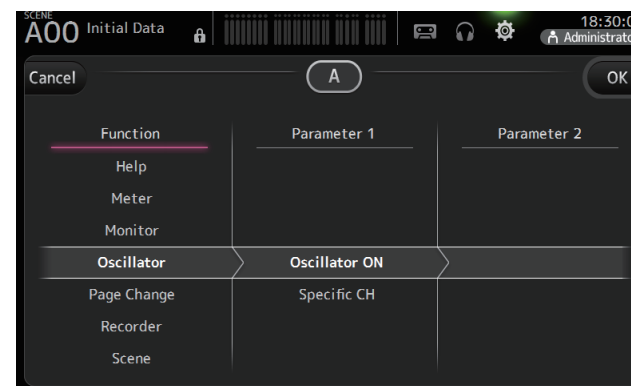 SCENE
A00 Initial Data
18:30:0
Administrato
Cancel
A
OK
Function
Parameter 1
Parameter 2
Help
Meter
Monitor
Oscillator
Oscillator ON
Page Change
Specific CH
Recorder
Scene